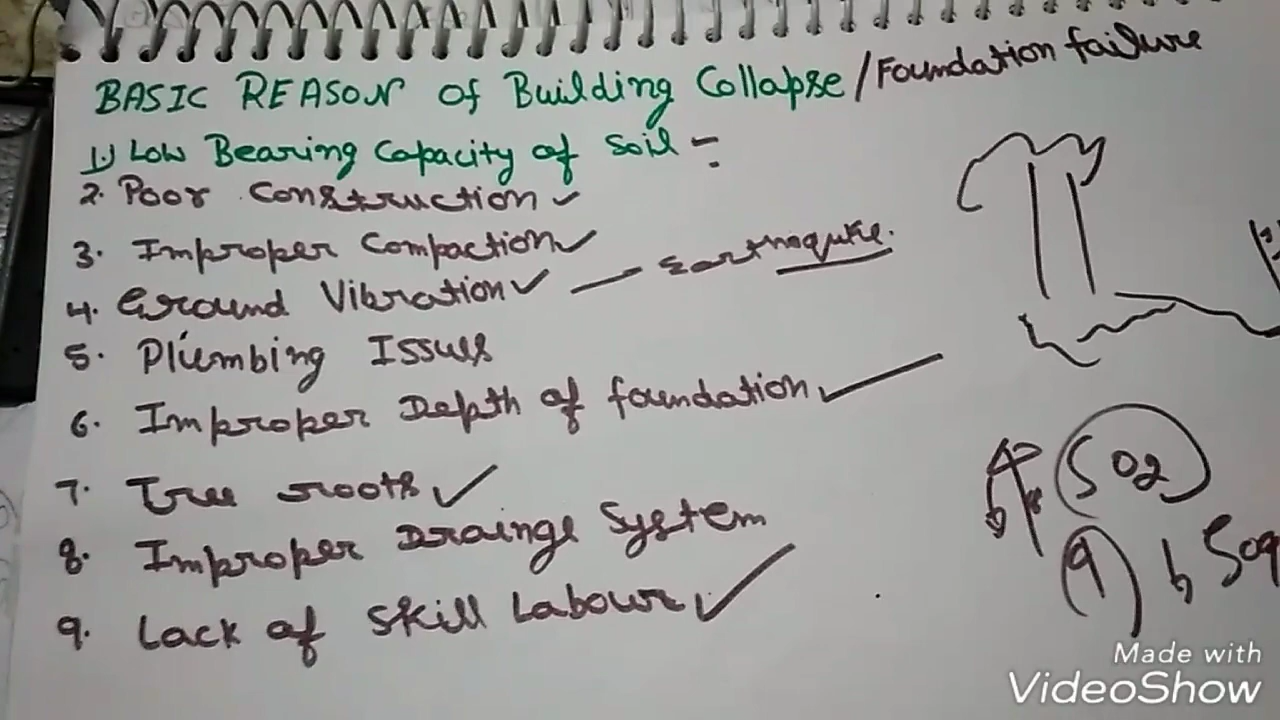 BASIC REASON of Building Collapse/Foundation failure
1.) Low Bearing Capacity of Soil :-
2. Poor Construction ✓
3. Improper Compaction ✓
4. Ground Vibration ✓ — Earthnqutke.
5. Plumbing Issues
6. Improper Depth of foundation ✓
7. Tree roots ✓
8. Improper Drainge System
9. Lack of Skill Labour ✓
SO2
Made with
VideoShow